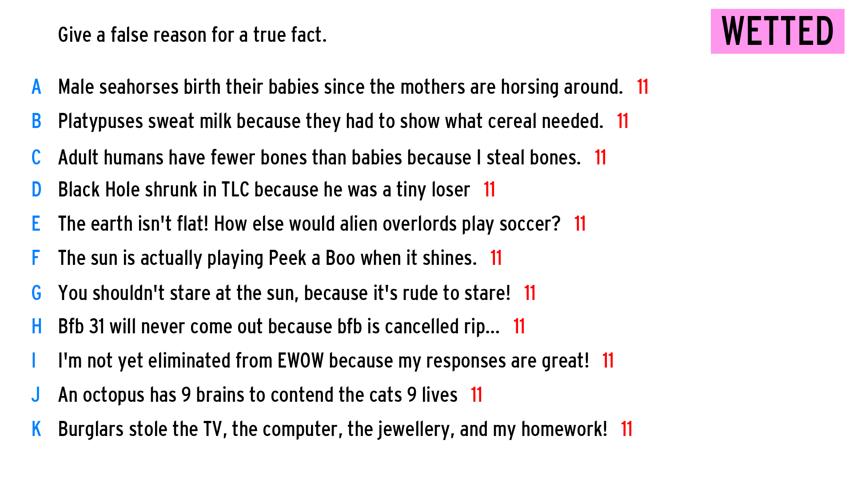 Give a false reason for a true fact.
WETTED
A Male seahorses birth their babies since the mothers are horsing around. 11
B Platypuses sweat milk because they had to show what cereal needed. 11
C Adult humans have fewer bones than babies because I steal bones. 11
D Black Hole shrunk in TLC because he was a tiny loser 11
E The earth isn't flat! How else would alien overlords play soccer? 11
F The sun is actually playing Peek a Boo when it shines. 11
G You shouldn't stare at the sun, because it's rude to stare! 11
H Bfb 31 will never come out because bfb is cancelled rip... 11
I I'm not yet eliminated from EWOW because my responses are great! 11
J An octopus has 9 brains to contend the cats 9 lives 11
K Burglars stole the TV, the computer, the jewellery, and my homework! 11